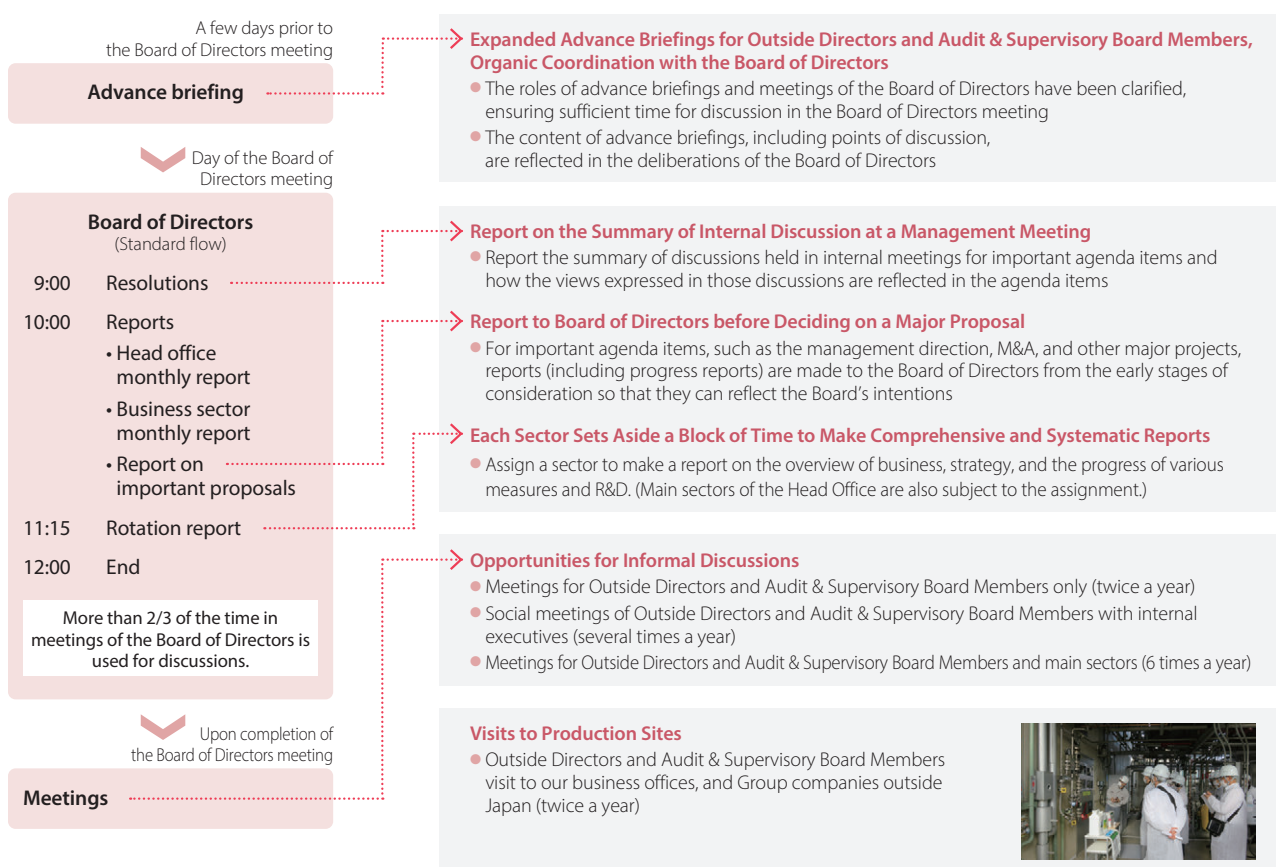 A few days prior to
the Board of Directors meeting
Advance briefing
Day of the Board of
Directors meeting
Board of Directors
(Standard flow)
9:00 Resolutions
10:00 Reports
• Head office
monthly report
• Business sector
monthly report
• Report on
important proposals
11:15 Rotation report
12:00 End
More than 2/3 of the time in
meetings of the Board of Directors is
used for discussions.
Upon completion of
the Board of Directors meeting
Meetings
Expanded Advance Briefings for Outside Directors and Audit & Supervisory Board Members,
Organic Coordination with the Board of Directors
● The roles of advance briefings and meetings of the Board of Directors have been clarified,
ensuring sufficient time for discussion in the Board of Directors meeting
● The content of advance briefings, including points of discussion,
are reflected in the deliberations of the Board of Directors
Report on the Summary of Internal Discussion at a Management Meeting
● Report the summary of discussions held in internal meetings for important agenda items and
how the views expressed in those discussions are reflected in the agenda items
Report to Board of Directors before Deciding on a Major Proposal
● For important agenda items, such as the management direction, M&A, and other major projects,
reports (including progress reports) are made to the Board of Directors from the early stages of
consideration so that they can reflect the Board's intentions
Each Sector Sets Aside a Block of Time to Make Comprehensive and Systematic Reports
● Assign a sector to make a report on the overview of business, strategy, and the progress of various
measures and R&D. (Main sectors of the Head Office are also subject to the assignment.)
Opportunities for Informal Discussions
● Meetings for Outside Directors and Audit & Supervisory Board Members only (twice a year)
● Social meetings of Outside Directors and Audit & Supervisory Board Members with internal
executives (several times a year)
● Meetings for Outside Directors and Audit & Supervisory Board Members and main sectors (6 times a year)
Visits to Production Sites
● Outside Directors and Audit & Supervisory Board Members
visit to our business offices, and Group companies outside
Japan (twice a year)